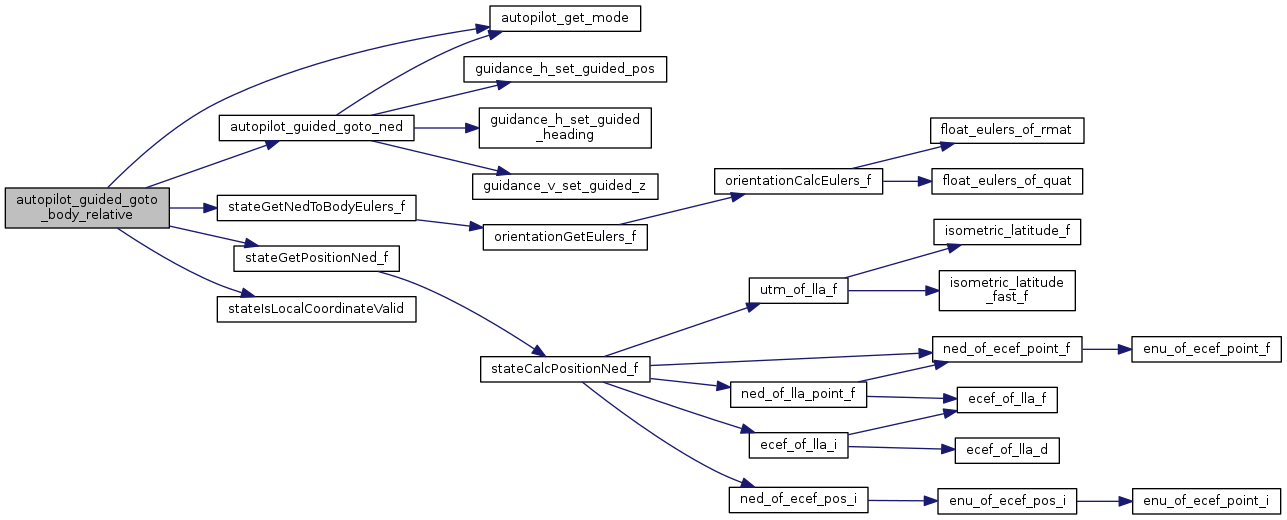 autopilot_get_mode
guidance_h_set_guided_pos
autopilot_guided_goto_ned
guidance_h_set_guided
_heading
guidance_v_set_guided_z
autopilot_guided_goto
_body_relative
stateGetNedToBodyEulers_f
orientationGetEulers_f
orientationCalcEulers_f
float_eulers_of_rmat
float_eulers_of_quat
stateGetPositionNed_f
stateIsLocalCoordinateValid
stateCalcPositionNed_f
utm_of_lla_f
isometric_latitude_f
isometric_latitude
_fast_f
ned_of_ecef_point_f
enu_of_ecef_point_f
ned_of_lla_point_f
ecef_of_lla_f
ecef_of_lla_i
ecef_of_lla_d
ned_of_ecef_pos_i
enu_of_ecef_pos_i
enu_of_ecef_point_i